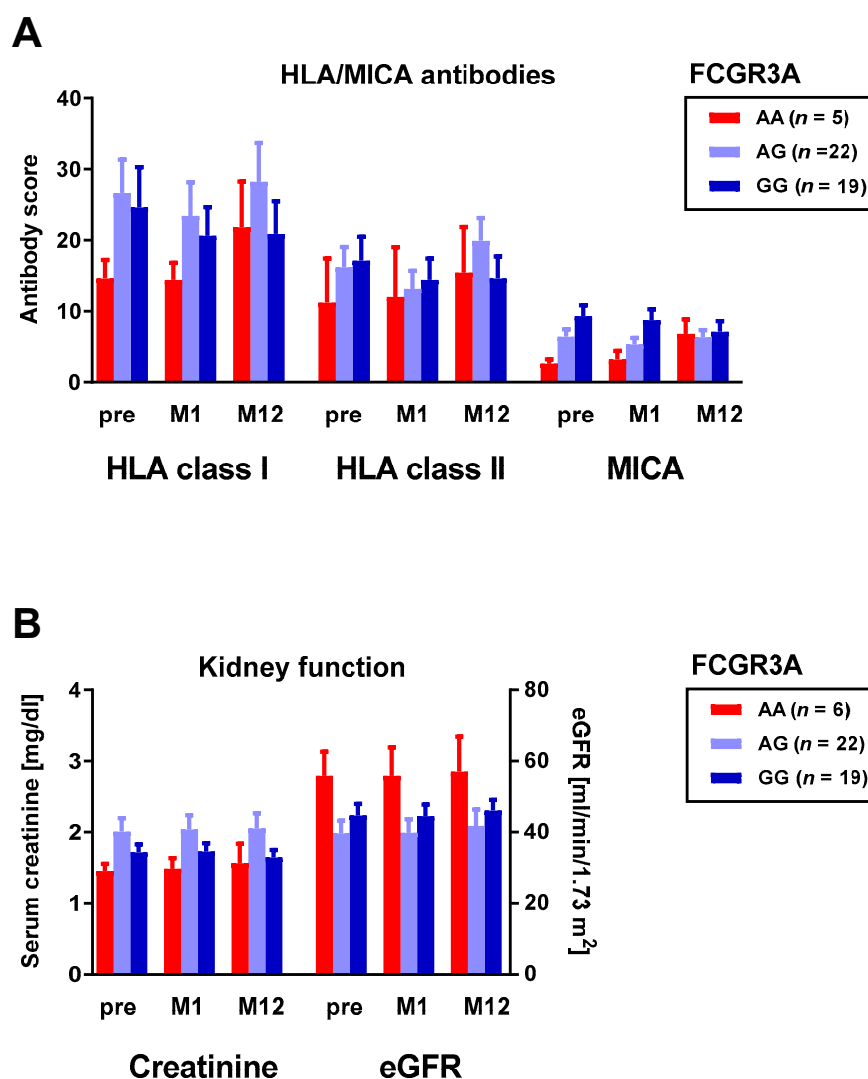 A
HLA/MICA antibodies
FCGR3A
AA (n = 5)
AG (n =22)
GG (n = 19)
Antibody score
40
30
20
10
0
pre M1 M12 pre M1 M12 pre M1 M12
HLA class I HLA class II MICA
B
Kidney function
FCGR3A
AA (n = 6)
AG (n = 22)
GG (n = 19)
Serum creatinine [mg/dl]
4
3
2
1
0
80
60
40
20
0
eGFR [ml/min/1.73 m²]
pre M1 M12 pre M1 M12
Creatinine eGFR